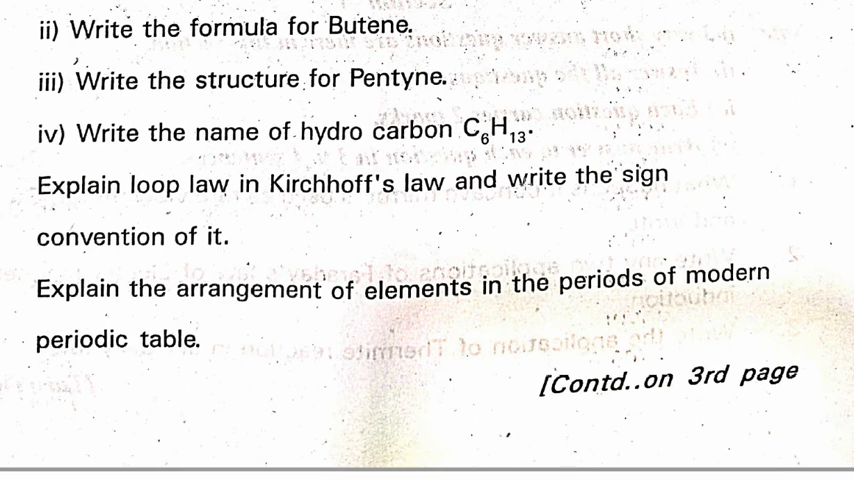 ii) Write the formula for Butene.
iii) Write the structure for Pentyne.
iv) Write the name of hydro carbon C₆H₁₃.
Explain loop law in Kirchhoff's law and write the sign
convention of it.
Explain the arrangement of elements in the periods of modern
periodic table.
[Contd..on 3rd page